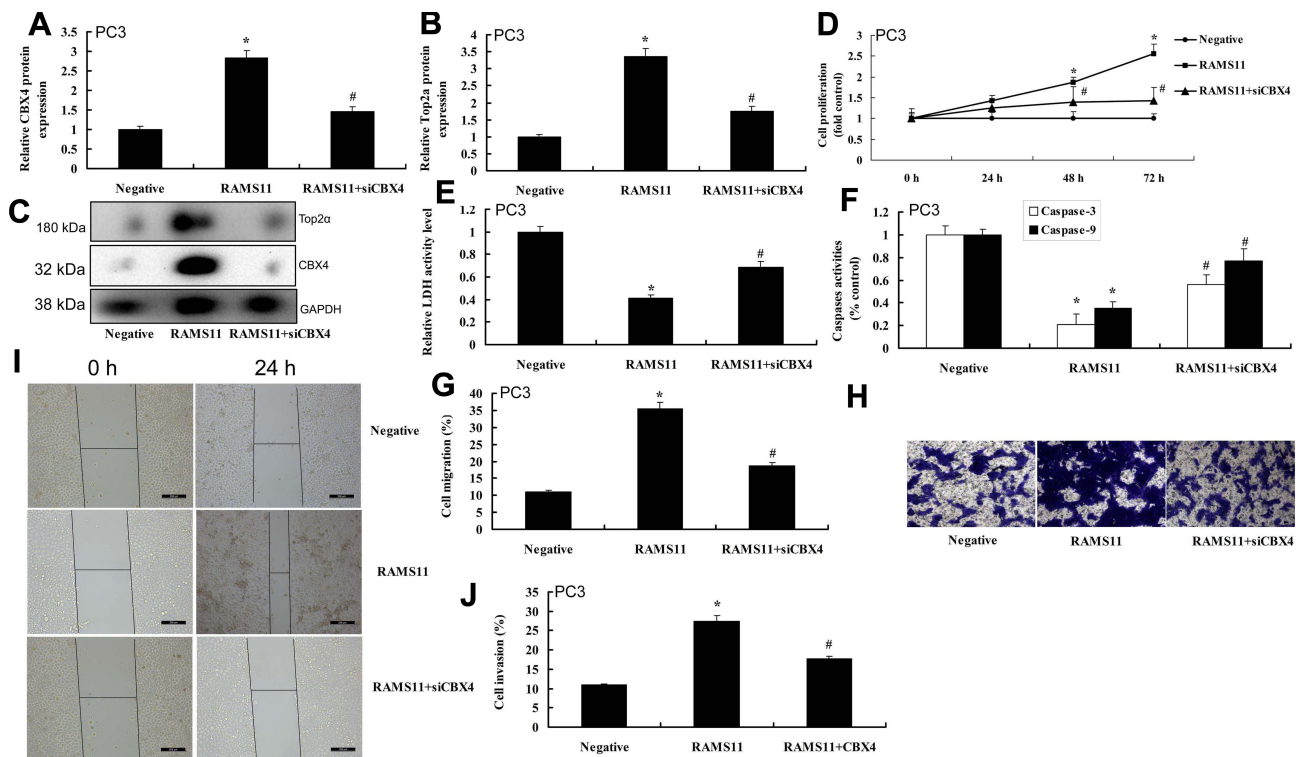 A
PC3
Relative CBX4 protein
expression
3.5
3
2.5
2
1.5
1
0.5
0
*
#
Negative
RAMS11
RAMS11+siCBX4
B
PC3
Relative Top2a protein
expression
4
3.5
3
2.5
2
1.5
1
0.5
0
*
#
Negative
RAMS11
RAMS11+siCBX4
D
PC3
Cell proliferation
(fold control)
3
2.5
2
1.5
1
0.5
0
*
*
#
#
0 h
24 h
48 h
72 h
Negative
RAMS11
RAMS11+siCBX4
C
180 kDa
Top2α
32 kDa
CBX4
38 kDa
GAPDH
Negative
RAMS11
RAMS11+siCBX4
E
PC3
Relative LDH activity level
1.2
1
0.8
0.6
0.4
0.2
0
*
#
Negative
RAMS11
RAMS11+siCBX4
F
PC3
Caspases activities
(% control)
1.2
1
0.8
0.6
0.4
0.2
0
Caspase-3
Caspase-9
*
*
#
#
Negative
RAMS11
RAMS11+siCBX4
I
0 h
24 h
Negative
RAMS11
RAMS11+siCBX4
G
PC3
Cell migration (%)
40
35
30
25
20
15
10
5
0
*
#
Negative
RAMS11
RAMS11+siCBX4
H
Negative
RAMS11
RAMS11+siCBX4
J
PC3
Cell invasion (%)
35
30
25
20
15
10
5
0
*
#
Negative
RAMS11
RAMS11+CBX4